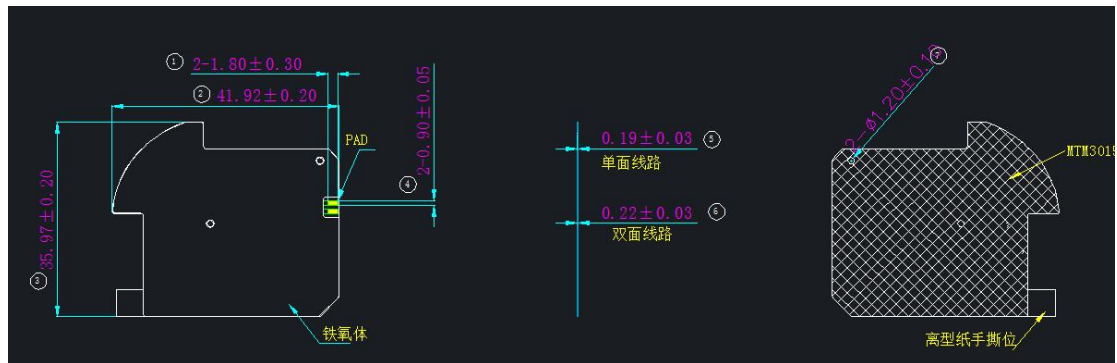 ① 2-1.80±0.30
② 41.92±0.20
③ 35.97±0.20
④ 2-0.90±0.05
PAD
铁氧体
0.19±0.03 ⑤
单面线路
0.22±0.03 ⑥
双面线路
2-ø1.20±0.10
MTM3015
离型纸手撕位